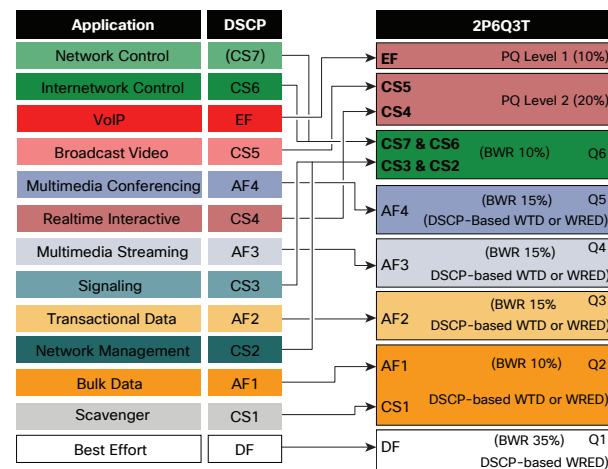 Application DSCP
Network Control (CS7)
Internetwork Control CS6
VoIP EF
Broadcast Video CS5
Multimedia Conferencing AF4
Realtime Interactive CS4
Multimedia Streaming AF3
Signaling CS3
Transactional Data AF2
Network Management CS2
Bulk Data AF1
Scavenger CS1
Best Effort DF
2P6Q3T
EF PQ Level 1 (10%)
CS5
CS4 PQ Level 2 (20%)
CS7 & CS6
CS3 & CS2 (BWR 10%) Q6
AF4 (BWR 15%) Q5
(DSCP-Based WTD or WRED)
AF3 (BWR 15%) Q4
DSCP-based WTD or WRED)
AF2 (BWR 15% Q3
DSCP-based WTD or WRED)
AF1 (BWR 10%) Q2
CS1 DSCP-based WTD or WRED)
DF (BWR 35%) Q1
DSCP-based WRED)